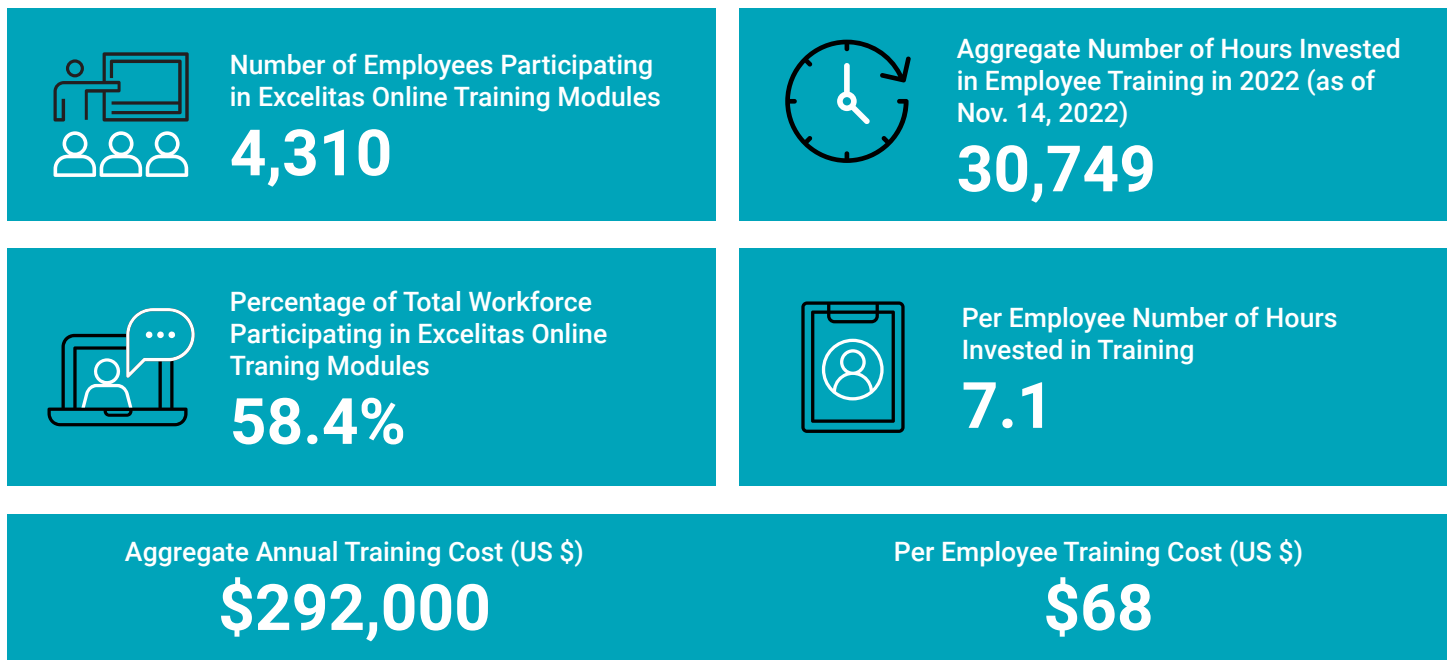 Number of Employees Participating
in Excelitas Online Training Modules
4,310
Aggregate Number of Hours Invested
in Employee Training in 2022 (as of
Nov. 14, 2022)
30,749
Percentage of Total Workforce
Participating in Excelitas Online
Traning Modules
58.4%
Per Employee Number of Hours
Invested in Training
7.1
Aggregate Annual Training Cost (US $)
$292,000
Per Employee Training Cost (US $)
$68